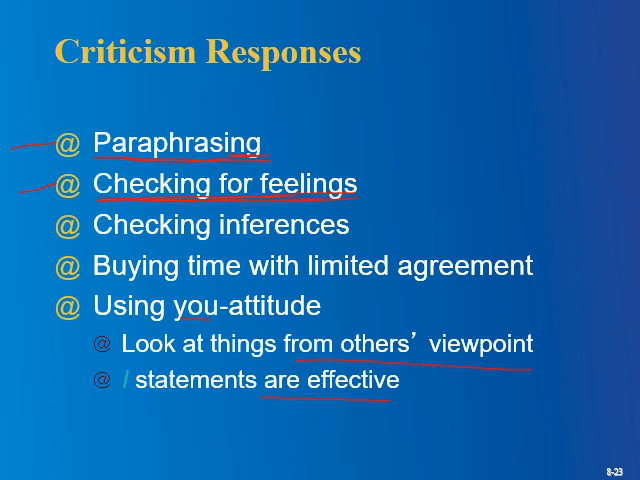 Criticism Responses
@ Paraphrasing
@ Checking for feelings
@ Checking inferences
@ Buying time with limited agreement
@ Using you-attitude
@ Look at things from others’ viewpoint
@ I statements are effective
8-23